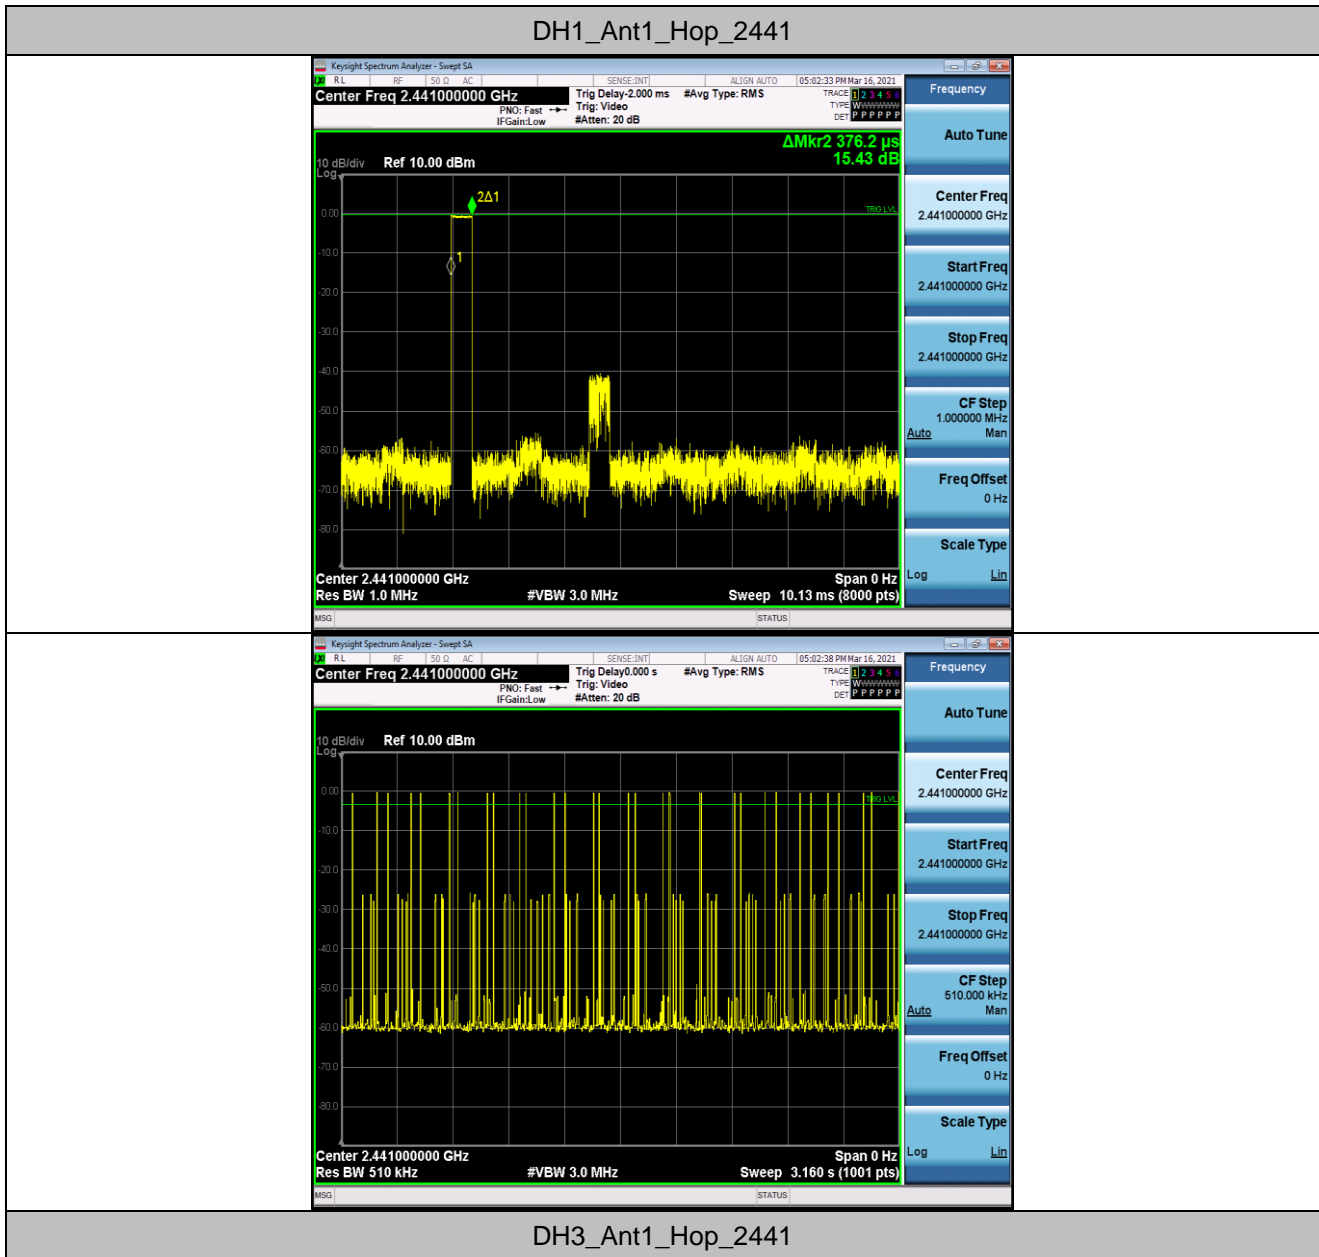 DH1_Ant1_Hop_2441
Keysight Spectrum Analyzer - Swept SA
RL RF 50 Ω AC SENSE:INT ALIGN AUTO 05:02:33 PM Mar 16, 2021
Center Freq 2.441000000 GHz
PNO: Fast
IFGain:Low
Trig Delay-2.000 ms
Trig: Video
#Atten: 20 dB
#Avg Type: RMS
TRACE 1 2 3 4 5 6
TYPE W
DET P P P P P P
Frequency
ΔMkr2 376.2 µs
15.43 dB
10 dB/div Ref 10.00 dBm
Log
2Δ1
1
TRIG LVL
0.00
-10.0
-20.0
-30.0
-40.0
-50.0
-60.0
-70.0
-80.0
Center 2.441000000 GHz Span 0 Hz
Res BW 1.0 MHz #VBW 3.0 MHz Sweep 10.13 ms (8000 pts)
MSG STATUS
Auto Tune
Center Freq
2.441000000 GHz
Start Freq
2.441000000 GHz
Stop Freq
2.441000000 GHz
CF Step
1.000000 MHz
Auto Man
Freq Offset
0 Hz
Scale Type
Log Lin
Keysight Spectrum Analyzer - Swept SA
RL RF 50 Ω AC SENSE:INT ALIGN AUTO 05:02:38 PM Mar 16, 2021
Center Freq 2.441000000 GHz
PNO: Fast
IFGain:Low
Trig Delay0.000 s
Trig: Video
#Atten: 20 dB
#Avg Type: RMS
TRACE 1 2 3 4 5 6
TYPE W
DET P P P P P P
Frequency
10 dB/div Ref 10.00 dBm
Log
TRIG LVL
0.00
-10.0
-20.0
-30.0
-40.0
-50.0
-60.0
-70.0
-80.0
Center 2.441000000 GHz Span 0 Hz
Res BW 510 kHz #VBW 3.0 MHz Sweep 3.160 s (1001 pts)
MSG STATUS
Auto Tune
Center Freq
2.441000000 GHz
Start Freq
2.441000000 GHz
Stop Freq
2.441000000 GHz
CF Step
510.000 kHz
Auto Man
Freq Offset
0 Hz
Scale Type
Log Lin
DH3_Ant1_Hop_2441